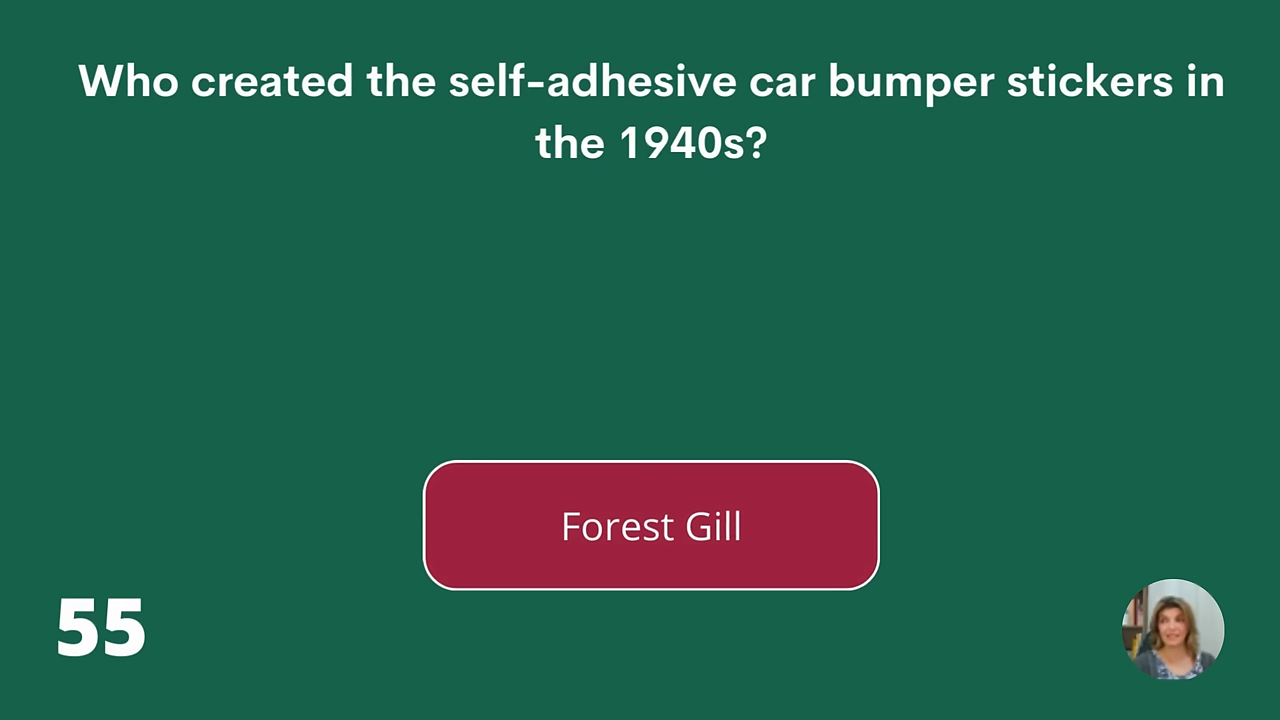 Who created the self-adhesive car bumper stickers in
the 1940s?
Forest Gill
55